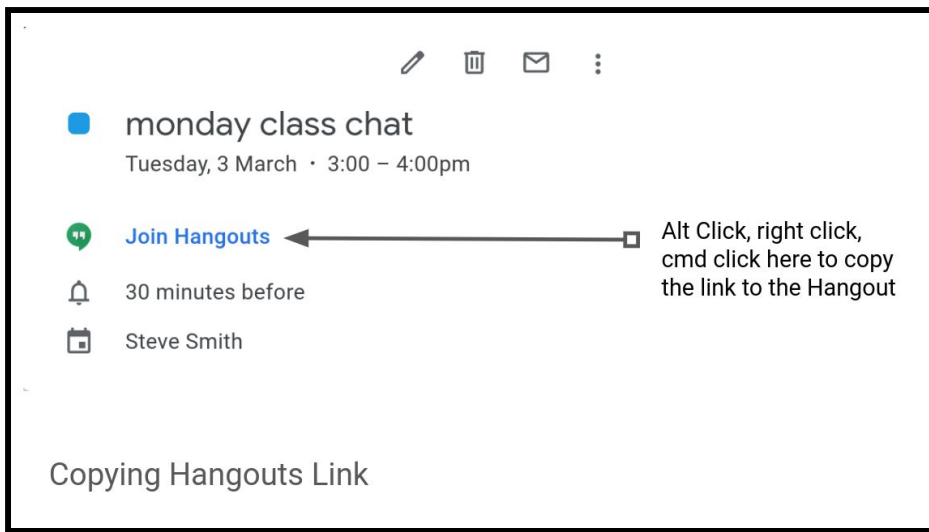 monday class chat
Tuesday, 3 March · 3:00 – 4:00pm
Join Hangouts
Alt Click, right click,
cmd click here to copy
the link to the Hangout
30 minutes before
Steve Smith
Copying Hangouts Link